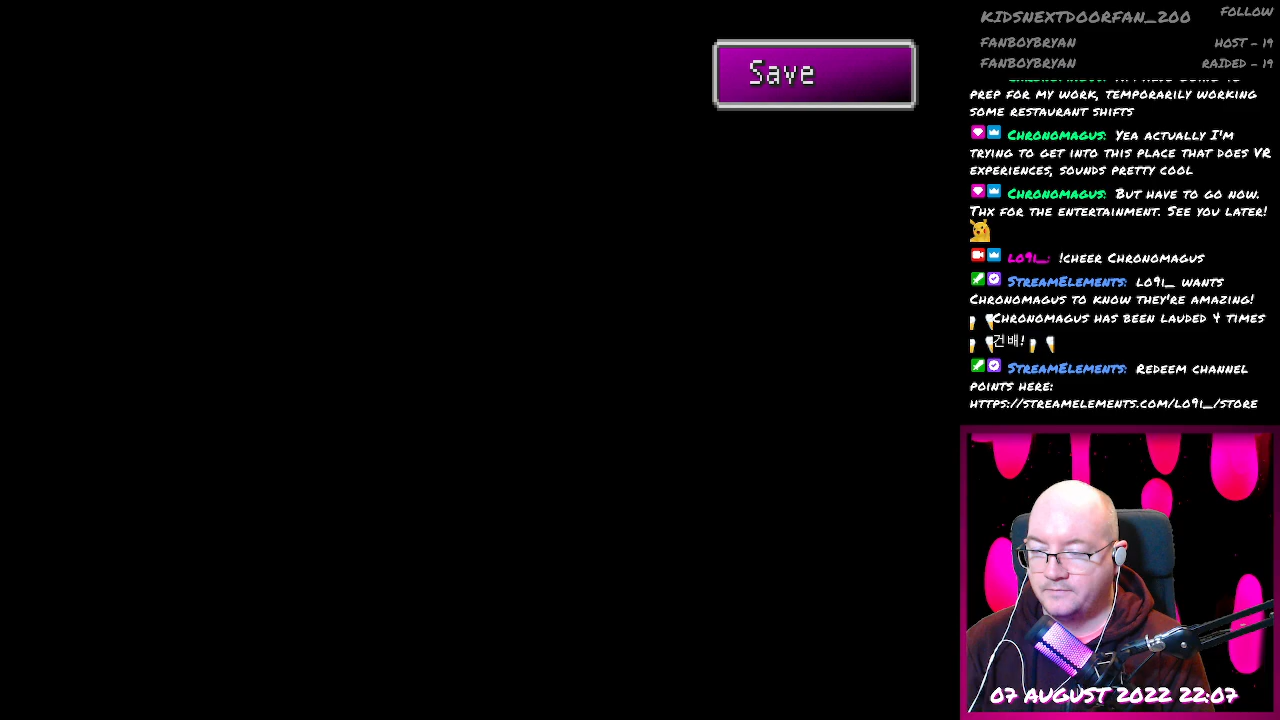 Save
KIDSNEXTDOORFAN_200 FOLLOW
FANBOYBRYAN HOST - 19
FANBOYBRYAN RAIDED - 19
PREP FOR MY WORK, TEMPORARILY WORKING
SOME RESTAURANT SHIFTS
CHRONOMAGUS: YEA ACTUALLY I'M
TRYING TO GET INTO THIS PLACE THAT DOES VR
EXPERIENCES, SOUNDS PRETTY COOL
CHRONOMAGUS: BUT HAVE TO GO NOW.
THX FOR THE ENTERTAINMENT. SEE YOU LATER!
LO91_: !CHEER CHRONOMAGUS
STREAMELEMENTS: LO91_ WANTS
CHRONOMAGUS TO KNOW THEY'RE AMAZING!
CHRONOMAGUS HAS BEEN LAUDED 4 TIMES
건배!
STREAMELEMENTS: REDEEM CHANNEL
POINTS HERE:
HTTPS://STREAMELEMENTS.COM/LO91_/STORE
07 AUGUST 2022 22:07